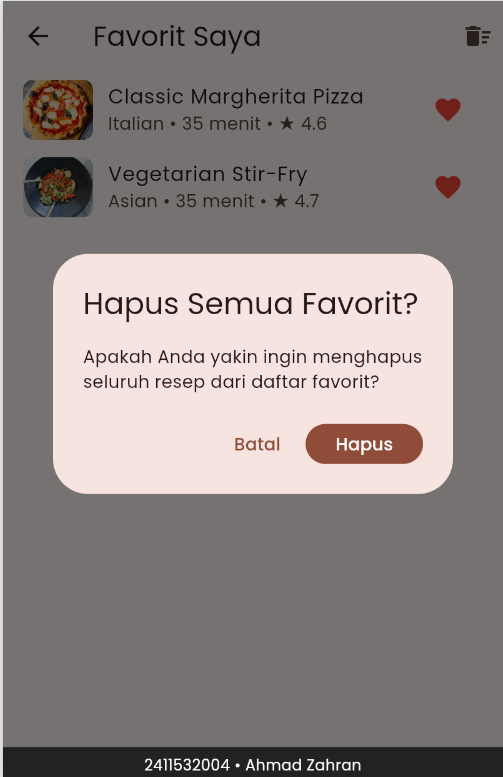 Favorit Saya
Classic Margherita Pizza
Italian • 35 menit • ★ 4.6
Vegetarian Stir-Fry
Asian • 35 menit • ★ 4.7
Hapus Semua Favorit?
Apakah Anda yakin ingin menghapus
seluruh resep dari daftar favorit?
Batal
Hapus
2411532004 • Ahmad Zahran